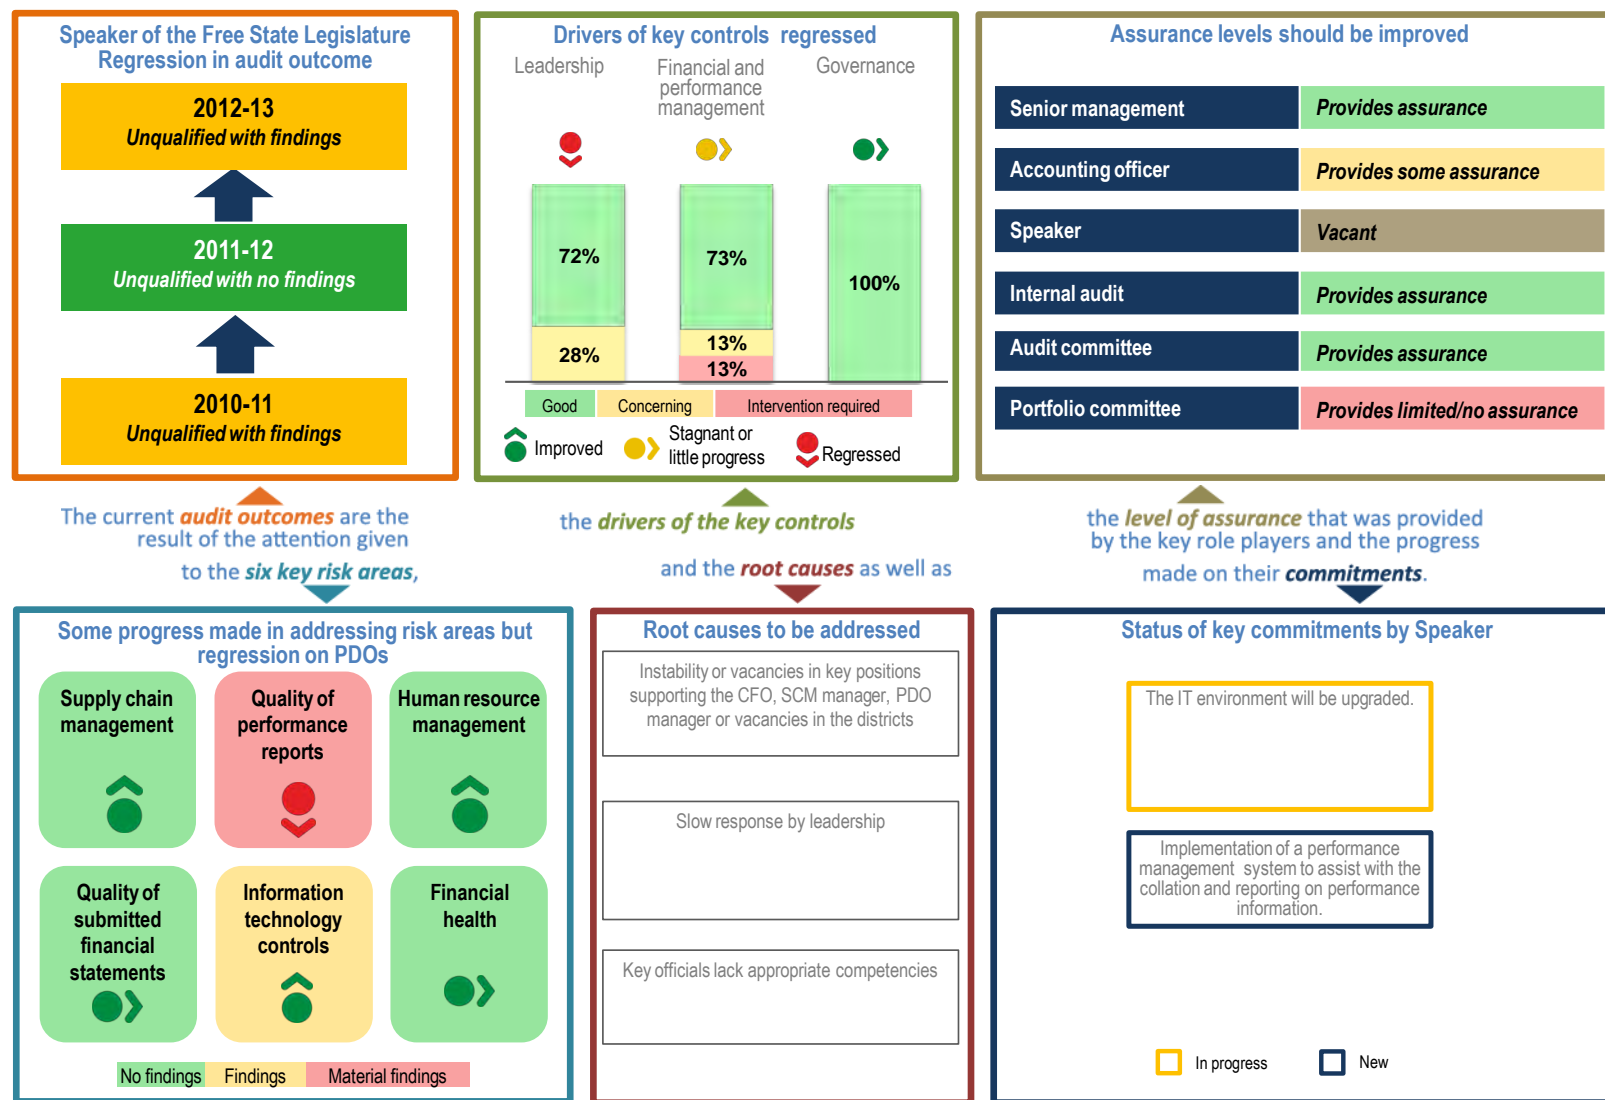 Speaker of the Free State Legislature
Regression in audit outcome
2012-13
Unqualified with findings
2011-12
Unqualified with no findings
2010-11
Unqualified with findings
Drivers of key controls regressed
Leadership
Financial and
performance
management
Governance
72%
28%
73%
13%
13%
100%
Good
Concerning
Intervention required
Improved
Stagnant or
little progress
Regressed
Assurance levels should be improved
Senior management
Provides assurance
Accounting officer
Provides some assurance
Speaker
Vacant
Internal audit
Provides assurance
Audit committee
Provides assurance
Portfolio committee
Provides limited/no assurance
The current audit outcomes are the
result of the attention given
to the six key risk areas,
the drivers of the key controls
and the root causes as well as
the level of assurance that was provided
by the key role players and the progress
made on their commitments.
Some progress made in addressing risk areas but
regression on PDOs
Supply chain
management
Quality of
performance
reports
Human resource
management
Quality of
submitted
financial
statements
Information
technology
controls
Financial
health
No findings
Findings
Material findings
Root causes to be addressed
Instability or vacancies in key positions
supporting the CFO, SCM manager, PDO
manager or vacancies in the districts
Slow response by leadership
Key officials lack appropriate competencies
Status of key commitments by Speaker
The IT environment will be upgraded.
Implementation of a performance
management system to assist with the
collation and reporting on performance
information.
In progress
New